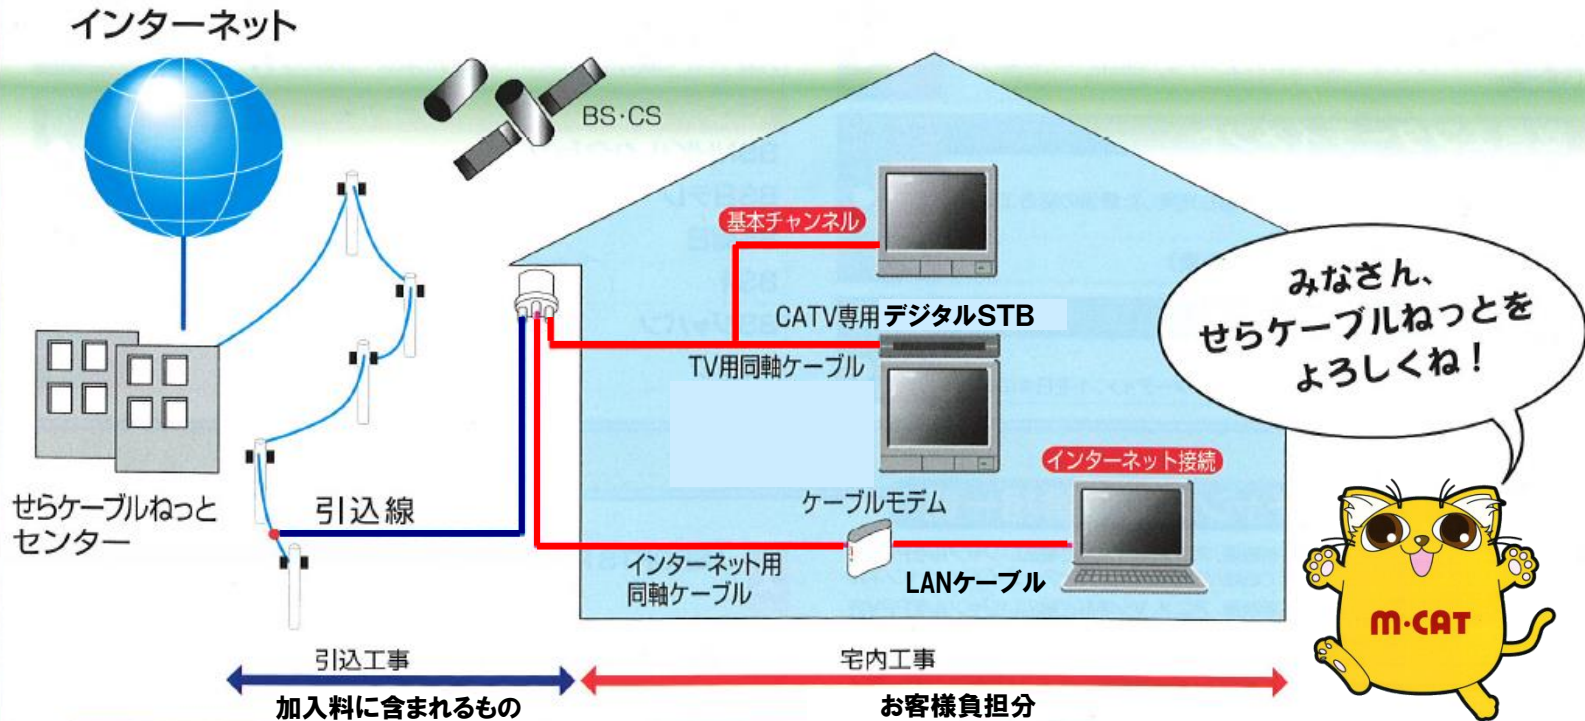 インターネット
BS·CS
基本チャンネル
CATV専用デジタルSTB
TV用同軸ケーブル
みなさん、
せらケーブルねっとを
よろしくね!
インターネット接続
ケーブルモデム
せらケーブルねっと
センター
引込線
インターネット用
同軸ケーブル
LANケーブル
M·CAT
引込工事
宅内工事
加入料に含まれるもの
お客様負担分